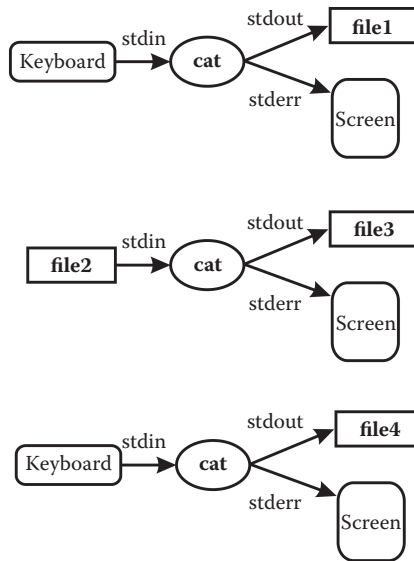 stdout
file1
stdin
Keyboard
cat
stderr
Screen
stdout
file3
stdin
file2
cat
stderr
Screen
stdout
file4
stdin
Keyboard
cat
stderr
Screen